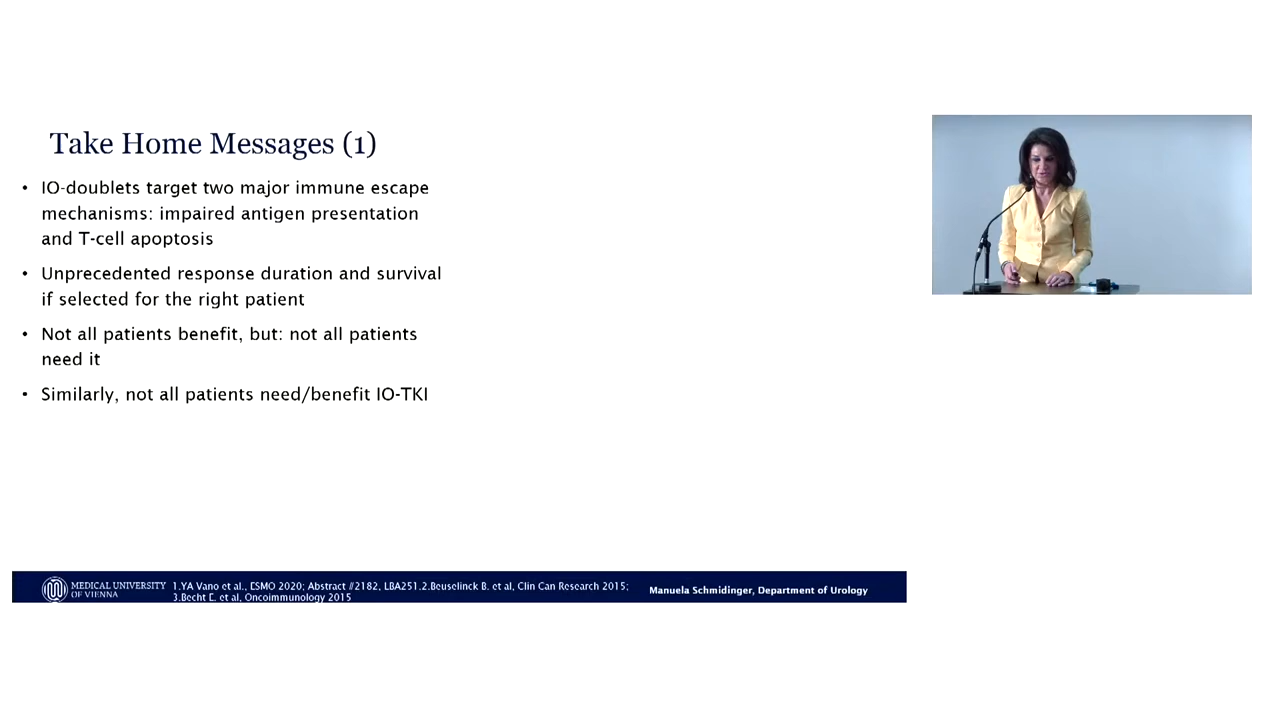 Take Home Messages (1)
• IO-doublets target two major immune escape
mechanisms: impaired antigen presentation
and T-cell apoptosis
• Unprecedented response duration and survival
if selected for the right patient
• Not all patients benefit, but: not all patients
need it
• Similarly, not all patients need/benefit IO-TKI
MEDICAL UNIVERSITY
OF VIENNA
1.YA Vano et al., ESMO 2020; Abstract #2182, LBA251.2.Beuselinck B. et al, Clin Can Research 2015;
3.Becht E. et al, Oncoimmunology 2015
Manuela Schmidinger, Department of Urology